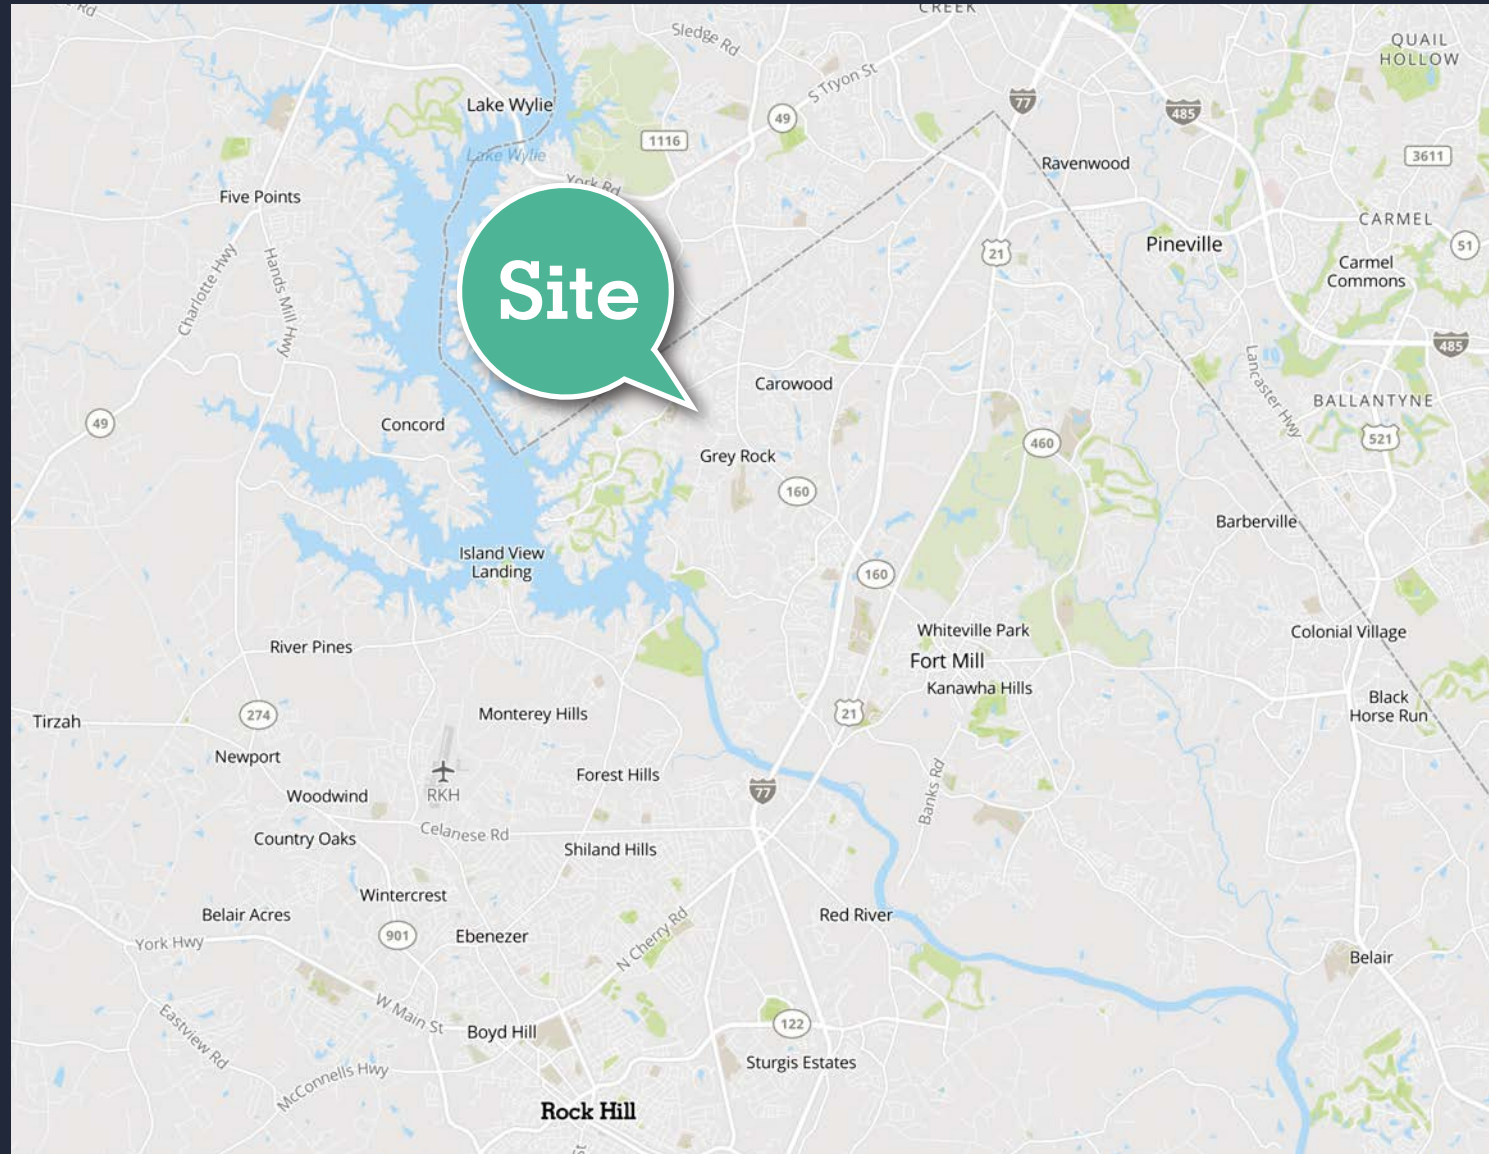 Rd
CREEK
Sledge Rd
QUAIL
HOLLOW
S Tryon St
77
485
Lake Wylie
49
1116
3611
Lake Wylie
Ravenwood
York Rd
Five Points
CARMEL
51
Pineville
21
Carmel
Commons
Charlotte Hwy
Hands Mill Hwy
Site
485
Lancaster Hwy
Carowood
BALLANTYNE
49
Concord
521
460
Grey Rock
160
Barberville
Island View
Landing
160
Whiteville Park
Colonial Village
River Pines
Fort Mill
Kanawha Hills
Black
Horse Run
274
Monterey Hills
21
Tirzah
Newport
Forest Hills
RKH
77
Banks Rd
Woodwind
Celanese Rd
Country Oaks
Shiland Hills
Wintercrest
Belair Acres
Red River
901
Ebenezer
N Cherry Rd
York Hwy
Belair
W Main St
Eastview Rd
Boyd Hill
122
Sturgis Estates
McConnells Hwy
Rock Hill